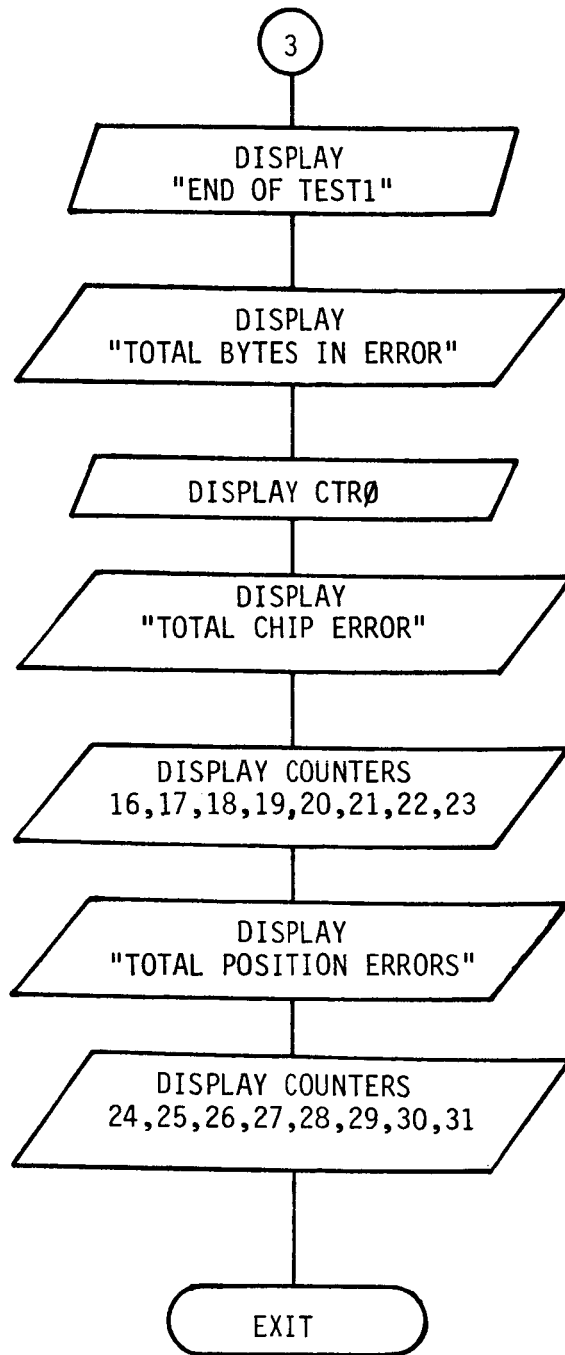 3
DISPLAY
"END OF TEST1"
DISPLAY
"TOTAL BYTES IN ERROR"
DISPLAY CTRØ
DISPLAY
"TOTAL CHIP ERROR"
DISPLAY COUNTERS
16,17,18,19,20,21,22,23
DISPLAY
"TOTAL POSITION ERRORS"
DISPLAY COUNTERS
24,25,26,27,28,29,30,31
EXIT